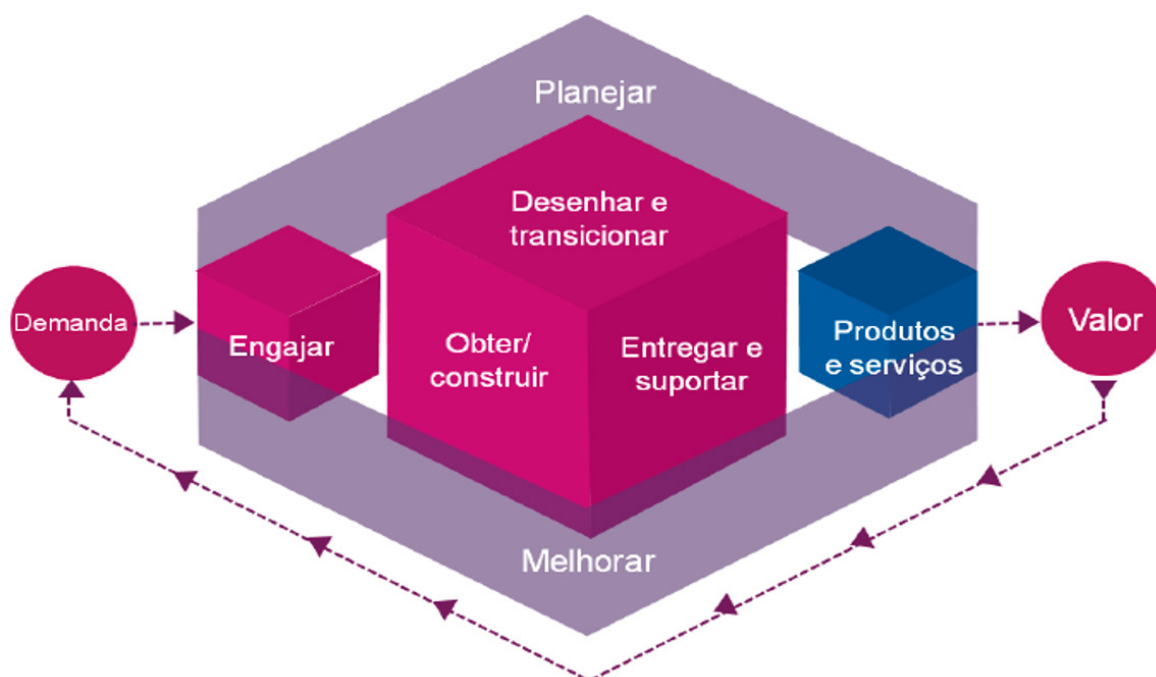 Planejar
Desenhar e
transicionar
Demanda
Engajar
Obter/
construir
Entregar e
suportar
Produtos
e serviços
Valor
Melhorar